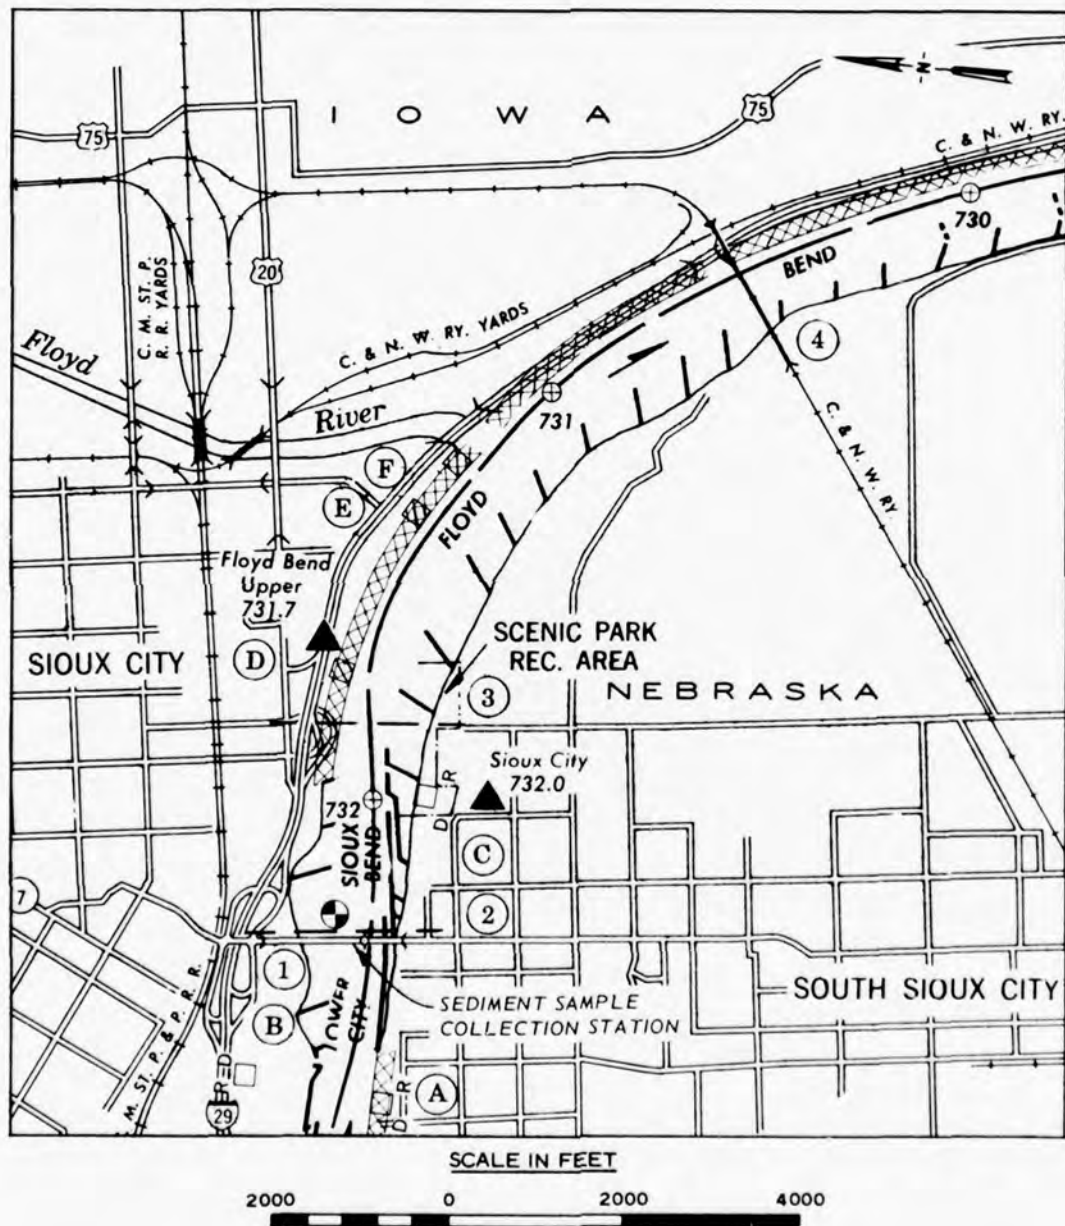 IOWA
N
75
75
C. & N. W. RY.
C. M. ST. P.
R. R. YARDS
20
730
BEND
Floyd
C. & N. W. RY. YARDS
River
731
4
C. & N. W. RY.
F
E
FLOYD
Floyd Bend
Upper
731.7
SIOUX CITY
D
SCENIC PARK
REC. AREA
3
NEBRASKA
Sioux City
732.0
732
SIOUX
BEND
C
7
2
1
SEDIMENT SAMPLE
COLLECTION STATION
SOUTH SIOUX CITY
B
CITY
M. ST. P. & P. R. R.
29
A
SCALE IN FEET
2000 0 2000 4000